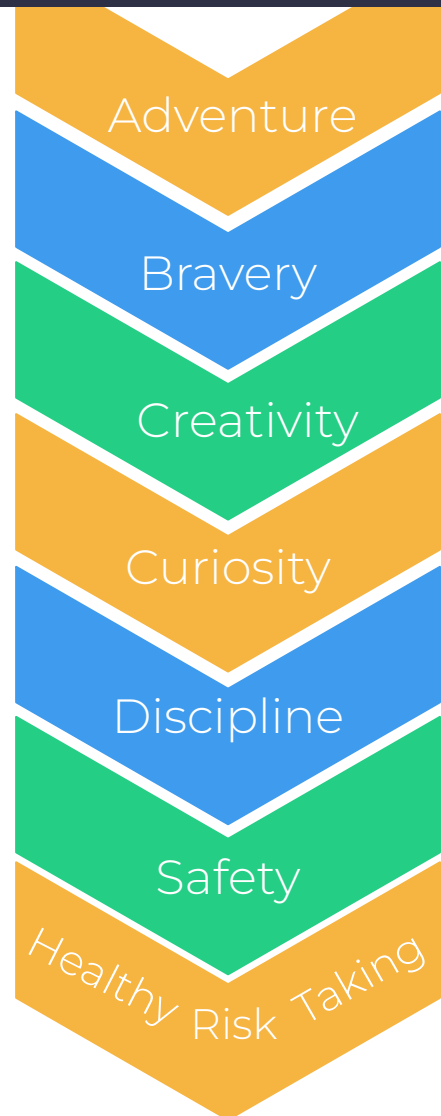 Adventure
Bravery
Creativity
Curiosity
Discipline
Safety
Healthy Risk Taking